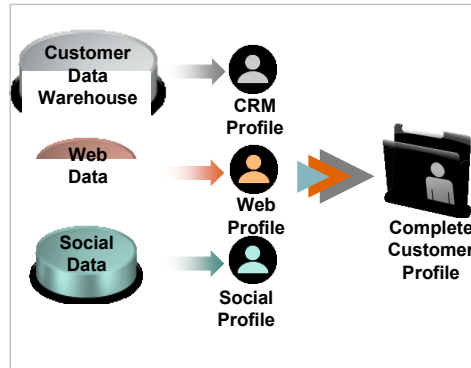 Customer
Data
Warehouse
CRM
Profile
Web
Data
Web
Profile
Social
Data
Social
Profile
Complete
Customer
Profile